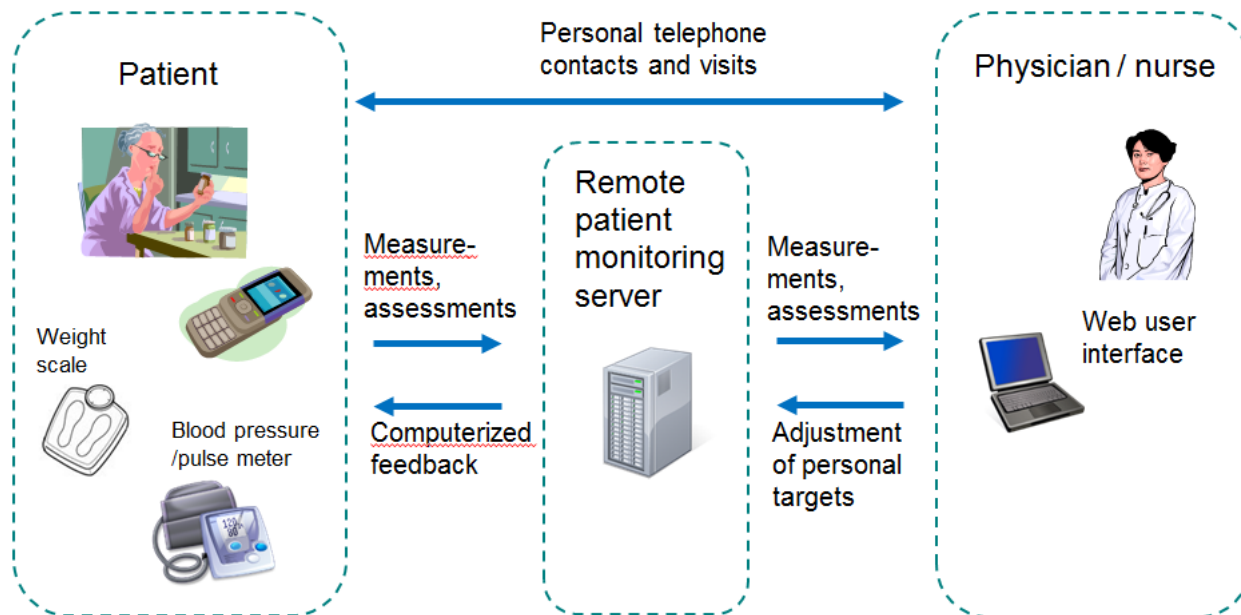 Personal telephone
contacts and visits
Patient
Physician / nurse
Remote
patient
monitoring
server
Measure-
ments,
assessments
Measure-
ments,
assessments
Weight
scale
Web user
interface
Blood pressure
/pulse meter
Computerized
feedback
Adjustment
of personal
targets